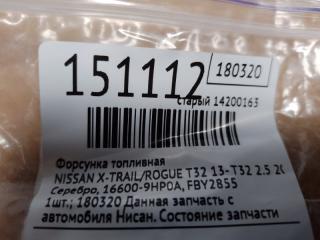 151112
180320
старый 14200163
Форсунка топливная
NISSAN X-TRAIL/ROGUE T32 13- T32 2.5
Серебро, 16600-9HP0A, FBY2855
1шт.; 180320 Данная запчасть с
автомобиля Нисан. Состояние запчасти